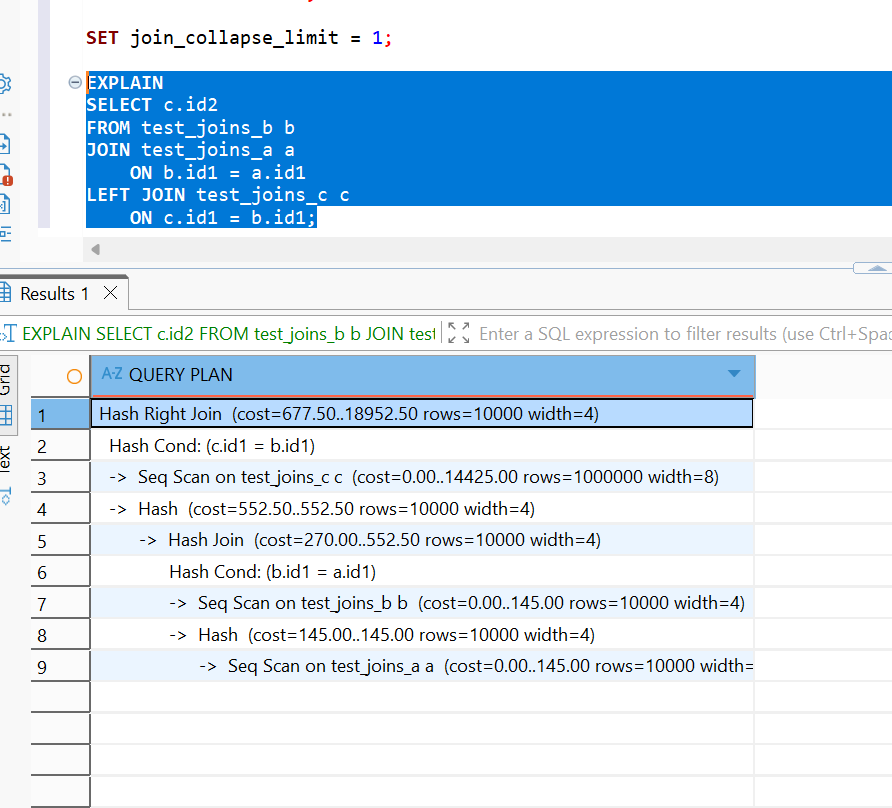 SET join_collapse_limit = 1;
EXPLAIN
SELECT c.id2
FROM test_joins_b b
JOIN test_joins_a a
ON b.id1 = a.id1
LEFT JOIN test_joins_c c
ON c.id1 = b.id1;
Results 1
EXPLAIN SELECT c.id2 FROM test_joins_b b JOIN test
Enter a SQL expression to filter results (use Ctrl+Spac
Grid
Text
A-Z QUERY PLAN
1 Hash Right Join (cost=677.50..18952.50 rows=10000 width=4)
2 Hash Cond: (c.id1 = b.id1)
3 -> Seq Scan on test_joins_c c (cost=0.00..14425.00 rows=1000000 width=8)
4 -> Hash (cost=552.50..552.50 rows=10000 width=4)
5 -> Hash Join (cost=270.00..552.50 rows=10000 width=4)
6 Hash Cond: (b.id1 = a.id1)
7 -> Seq Scan on test_joins_b b (cost=0.00..145.00 rows=10000 width=4)
8 -> Hash (cost=145.00..145.00 rows=10000 width=4)
9 -> Seq Scan on test_joins_a a (cost=0.00..145.00 rows=10000 width=